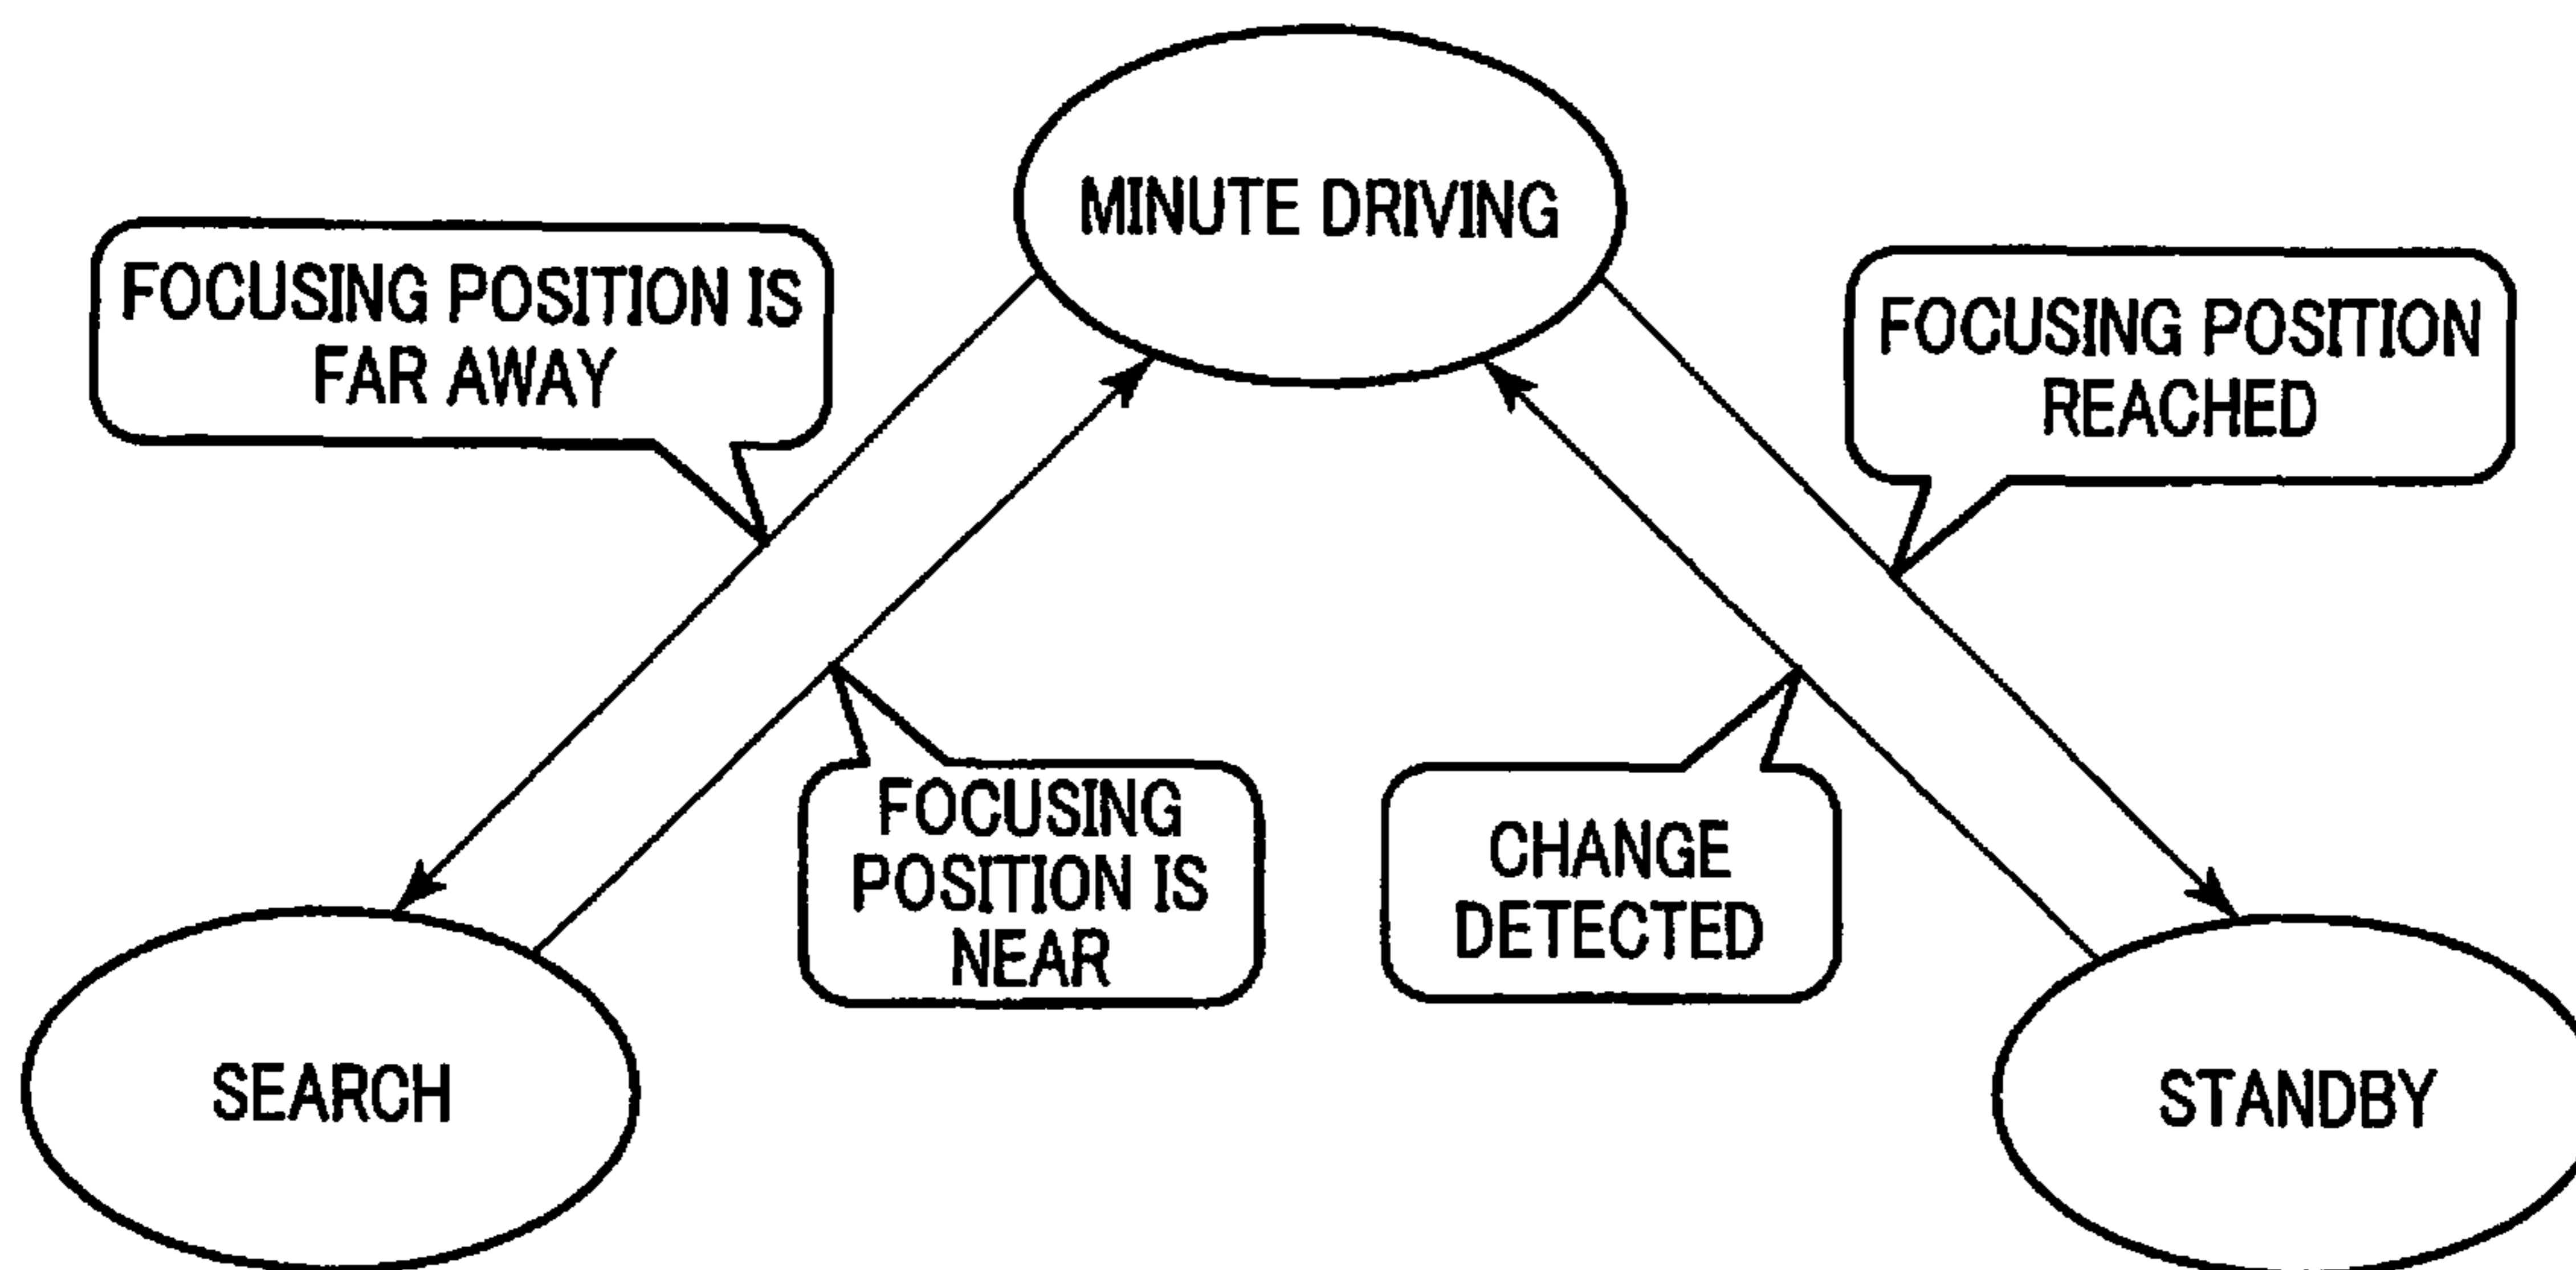 MINUTE DRIVING
FOCUSING POSITION IS
FAR AWAY
FOCUSING POSITION
REACHED
FOCUSING
POSITION IS
NEAR
CHANGE
DETECTED
SEARCH
STANDBY